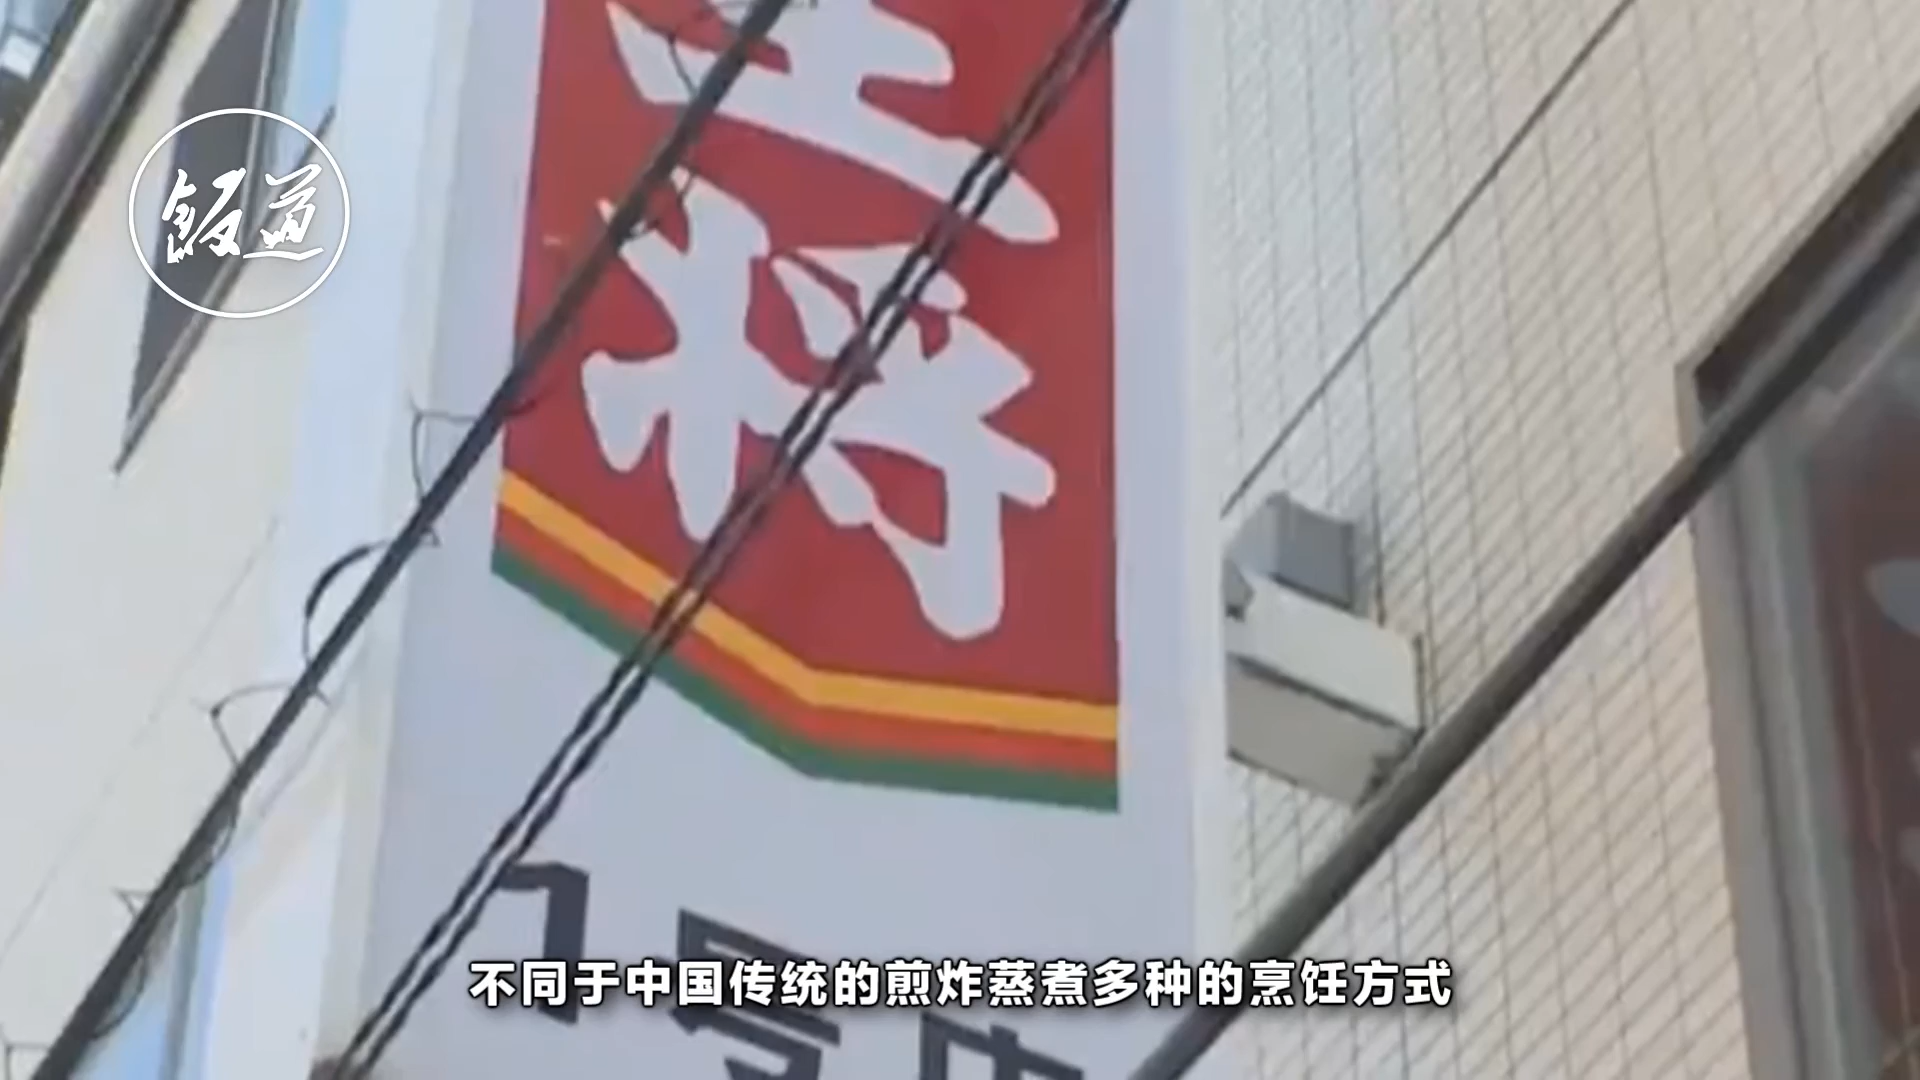 王将
飯道
不同于中国传统的煎炸蒸煮多种的烹饪方式